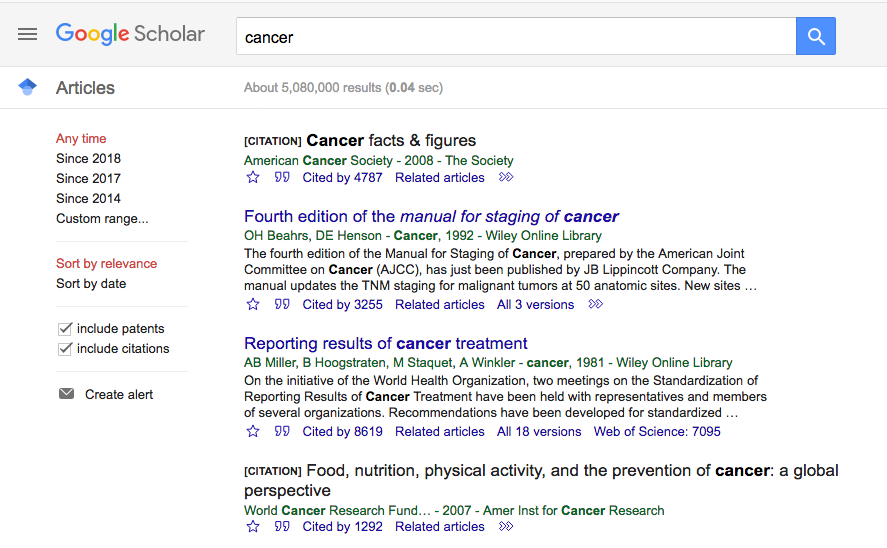 Google Scholar
cancer
Articles
About 5,080,000 results (0.04 sec)
Any time
Since 2018
Since 2017
Since 2014
Custom range...
Sort by relevance
Sort by date
include patents
include citations
Create alert
[CITATION] Cancer facts & figures
American Cancer Society - 2008 - The Society
Cited by 4787 Related articles
Fourth edition of the manual for staging of cancer
OH Beahrs, DE Henson - Cancer, 1992 - Wiley Online Library
The fourth edition of the Manual for Staging of Cancer, prepared by the American Joint
Committee on Cancer (AJCC), has just been published by JB Lippincott Company. The
manual updates the TNM staging for malignant tumors at 50 anatomic sites. New sites …
Cited by 3255 Related articles All 3 versions
Reporting results of cancer treatment
AB Miller, B Hoogstraten, M Staquet, A Winkler - cancer, 1981 - Wiley Online Library
On the initiative of the World Health Organization, two meetings on the Standardization of
Reporting Results of Cancer Treatment have been held with representatives and members
of several organizations. Recommendations have been developed for standardized …
Cited by 8619 Related articles All 18 versions Web of Science: 7095
[CITATION] Food, nutrition, physical activity, and the prevention of cancer: a global
perspective
World Cancer Research Fund… - 2007 - Amer Inst for Cancer Research
Cited by 1292 Related articles